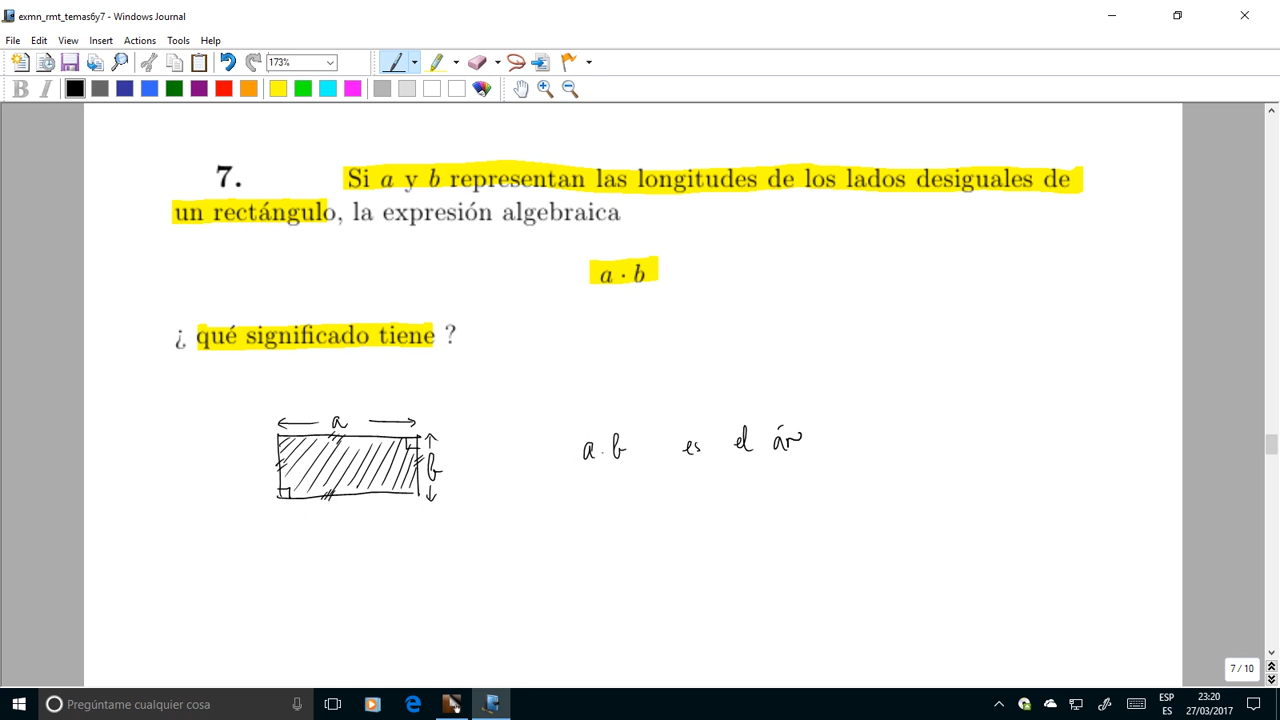 exmn_rmt_temas6y7 - Windows Journal
File Edit View Insert Actions Tools Help
173%
B I
7. Si a y b representan las longitudes de los lados desiguales de
un rectángulo, la expresión algebraica
a · b
¿ qué significado tiene ?
a
b
a . b es el ár
7 / 10
Pregúntame cualquier cosa
ESP
ES
23:20
27/03/2017